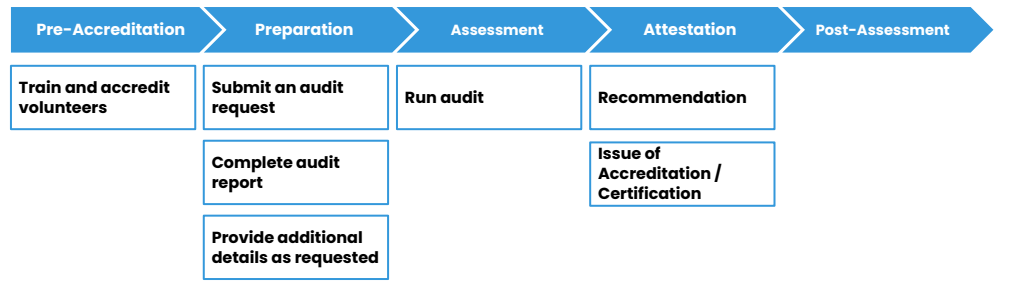 Pre-Accreditation
Preparation
Assessment
Attestation
Post-Assessment
Train and accredit
volunteers
Submit an audit
request
Complete audit
report
Provide additional
details as requested
Run audit
Recommendation
Issue of
Accreditation /
Certification